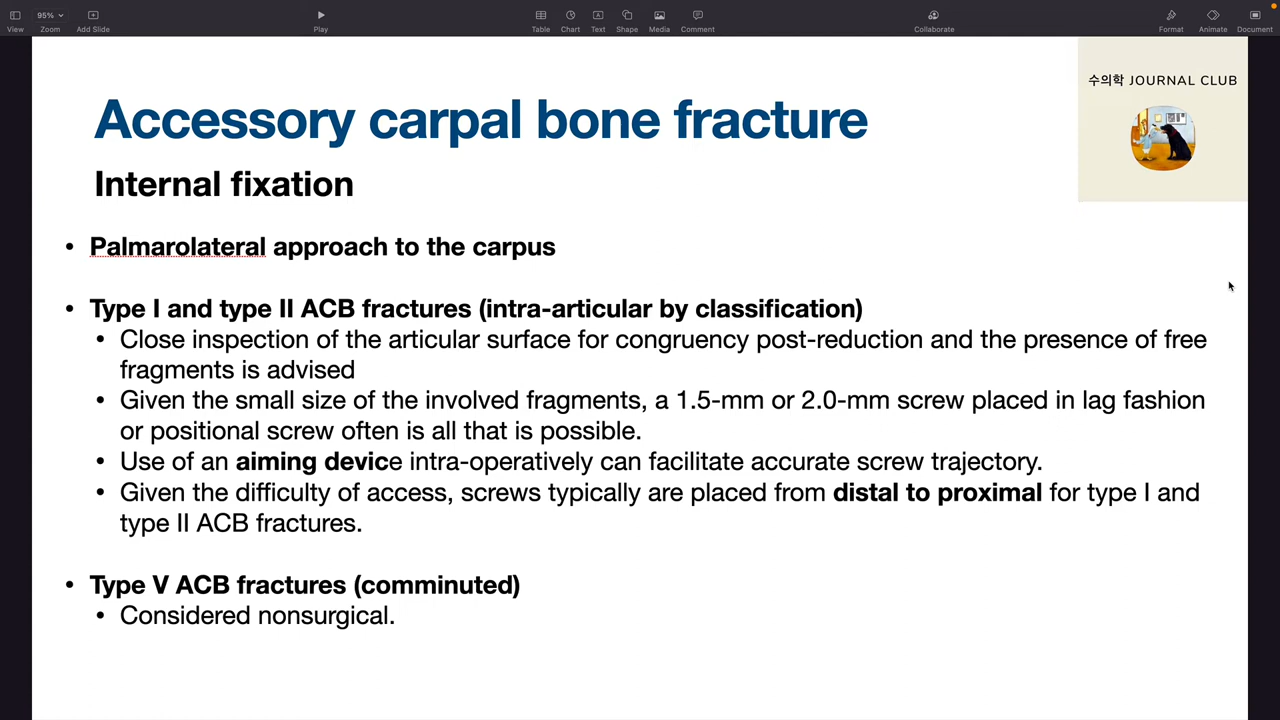 95%
View
Zoom
Add Slide
Play
Table
Chart
Text
Shape
Media
Comment
Collaborate
Format
Animate
Document
수의학 JOURNAL CLUB
Accessory carpal bone fracture
Internal fixation
• Palmarolateral approach to the carpus
• Type I and type II ACB fractures (intra-articular by classification)
• Close inspection of the articular surface for congruency post-reduction and the presence of free
fragments is advised
• Given the small size of the involved fragments, a 1.5-mm or 2.0-mm screw placed in lag fashion
or positional screw often is all that is possible.
• Use of an aiming device intra-operatively can facilitate accurate screw trajectory.
• Given the difficulty of access, screws typically are placed from distal to proximal for type I and
type II ACB fractures.
• Type V ACB fractures (comminuted)
• Considered nonsurgical.